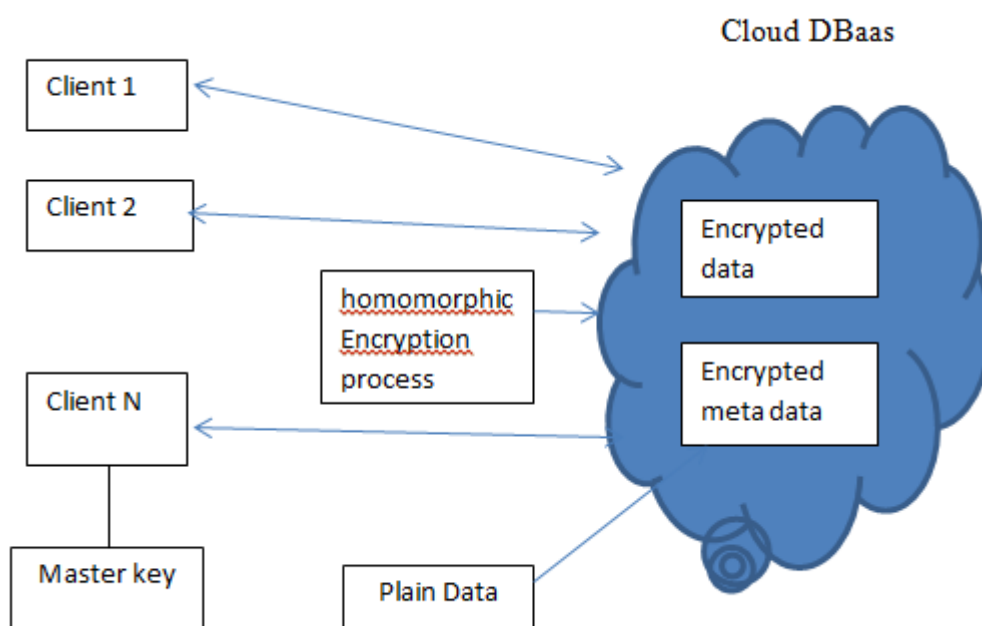 Cloud DBaas
Client 1
Client 2
Encrypted
data
homomorphic
Encryption
process
Encrypted
meta data
Client N
Master key
Plain Data